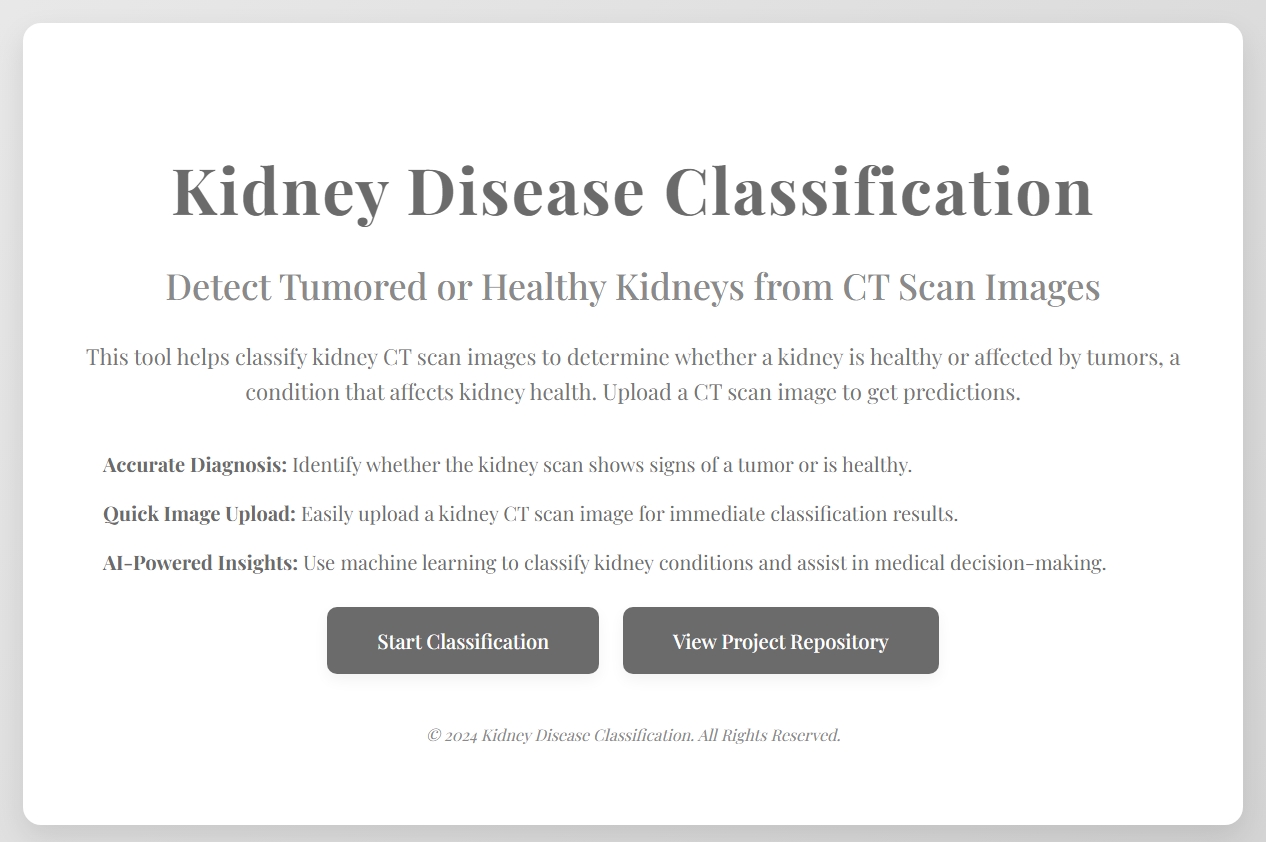 Kidney Disease Classification
Detect Tumored or Healthy Kidneys from CT Scan Images
This tool helps classify kidney CT scan images to determine whether a kidney is healthy or affected by tumors, a
condition that affects kidney health. Upload a CT scan image to get predictions.
Accurate Diagnosis: Identify whether the kidney scan shows signs of a tumor or is healthy.
Quick Image Upload: Easily upload a kidney CT scan image for immediate classification results.
AI-Powered Insights: Use machine learning to classify kidney conditions and assist in medical decision-making.
Start Classification
View Project Repository
© 2024 Kidney Disease Classification. All Rights Reserved.